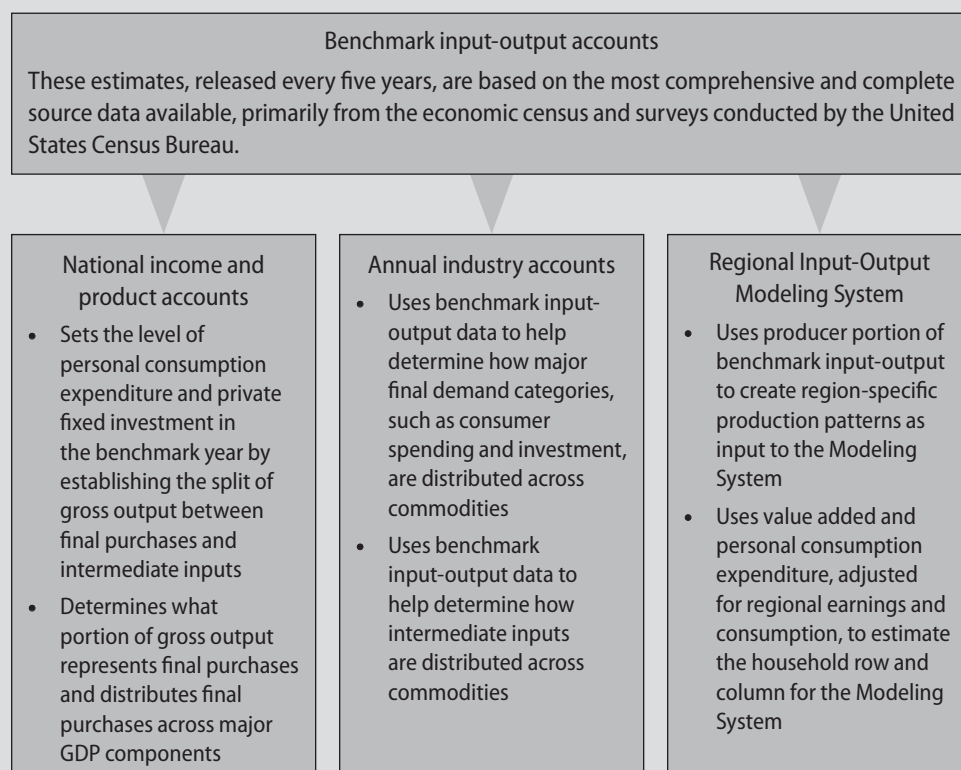 Benchmark input-output accounts
These estimates, released every five years, are based on the most comprehensive and complete
source data available, primarily from the economic census and surveys conducted by the United
States Census Bureau.
National income and
product accounts
• Sets the level of
personal consumption
expenditure and private
fixed investment in
the benchmark year by
establishing the split of
gross output between
final purchases and
intermediate inputs
• Determines what
portion of gross output
represents final purchases
and distributes final
purchases across major
GDP components
Annual industry accounts
• Uses benchmark input-
output data to help
determine how major
final demand categories,
such as consumer
spending and investment,
are distributed across
commodities
• Uses benchmark
input-output data to
help determine how
intermediate inputs
are distributed across
commodities
Regional Input-Output
Modeling System
• Uses producer portion of
benchmark input-output
to create region-specific
production patterns as
input to the Modeling
System
• Uses value added and
personal consumption
expenditure, adjusted
for regional earnings and
consumption, to estimate
the household row and
column for the Modeling
System